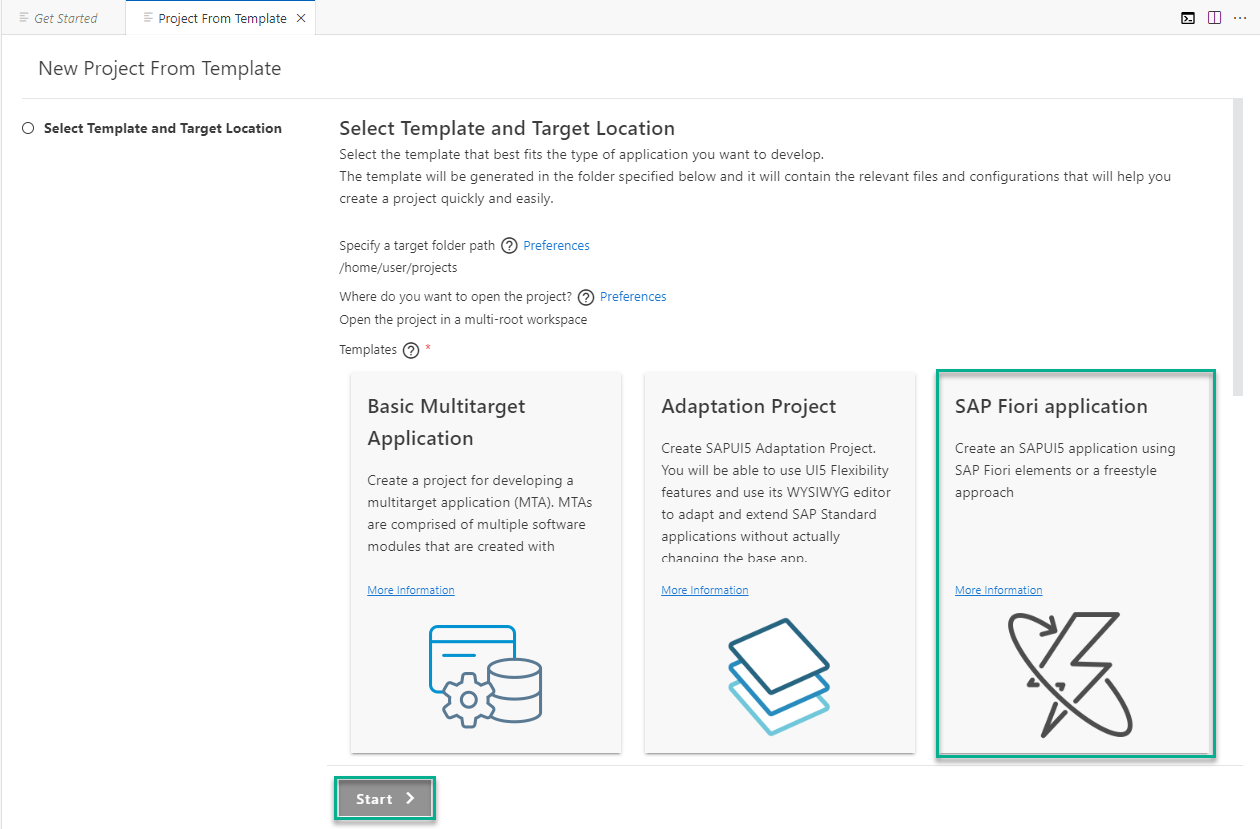 Get Started
Project From Template
New Project From Template
Select Template and Target Location
Select Template and Target Location
Select the template that best fits the type of application you want to develop.
The template will be generated in the folder specified below and it will contain the relevant files and configurations that will help you
create a project quickly and easily.
Specify a target folder path ? Preferences
/home/user/projects
Where do you want to open the project? ? Preferences
Open the project in a multi-root workspace
Templates ? *
Basic Multitarget
Application
Create a project for developing a
multitarget application (MTA). MTAs
are comprised of multiple software
modules that are created with
More Information
Adaptation Project
Create SAPUI5 Adaptation Project.
You will be able to use UI5 Flexibility
features and use its WYSIWYG editor
to adapt and extend SAP Standard
applications without actually
changing the base app.
More Information
SAP Fiori application
Create an SAPUI5 application using
SAP Fiori elements or a freestyle
approach
More Information
Start